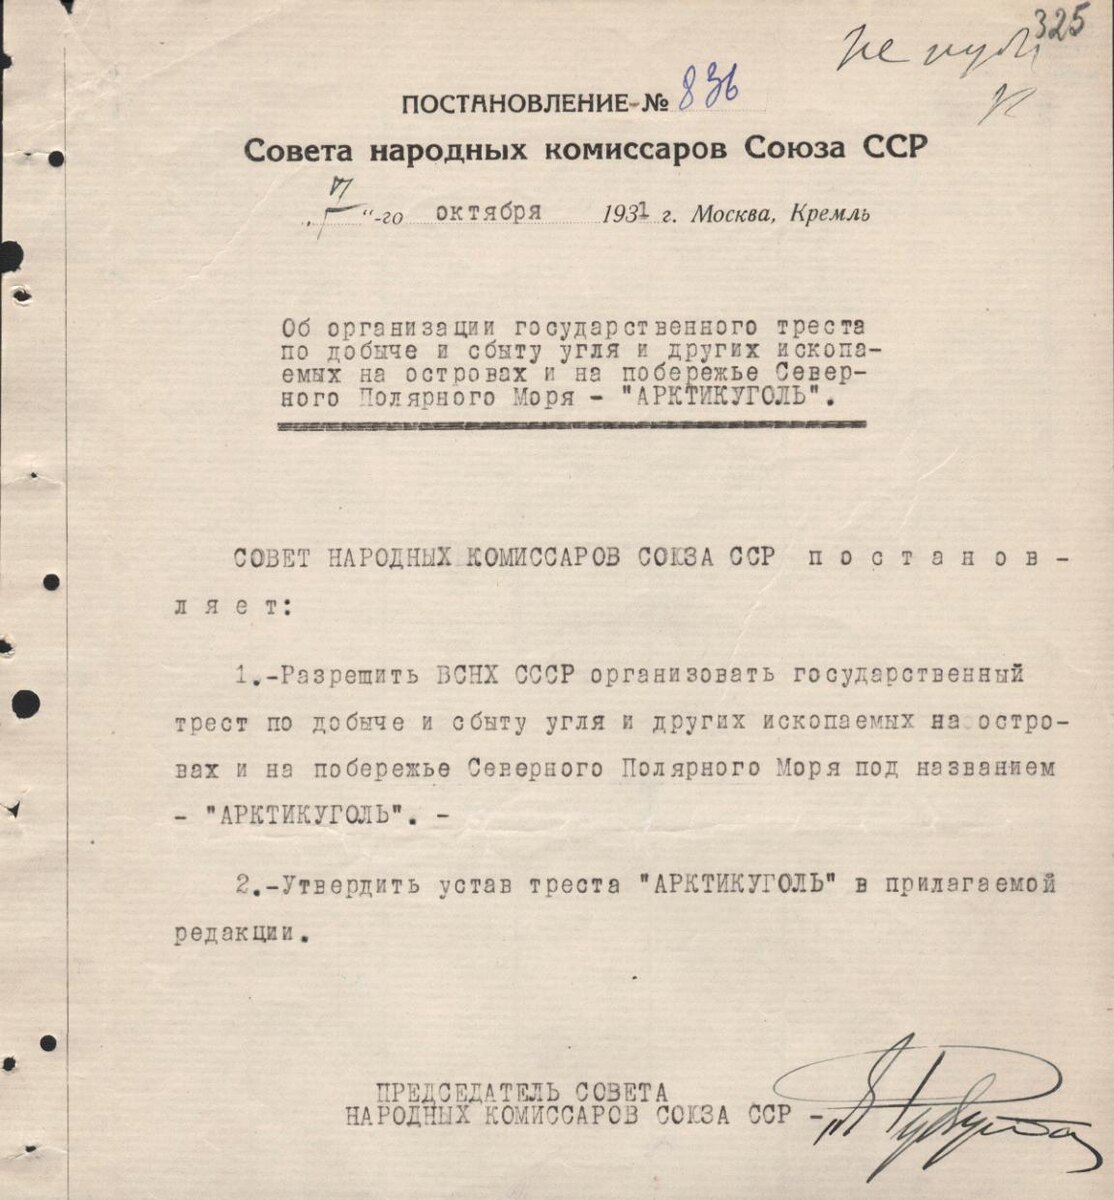 325
не публ.
ПОСТАНОВЛЕНИЕ-№ 836
Совета народных комиссаров Союза ССР
„7“-го октября 1931 г. Москва, Кремль
Об организации государственного треста
по добыче и сбыту угля и других ископа-
емых на островах и на побережье Север-
ного Полярного Моря - "АРКТИКУГОЛЬ".
СОВЕТ НАРОДНЫХ КОМИССАРОВ СОЮЗА ССР п о с т а н о в -
л я е т:
1.-Разрешить ВСНХ СССР организовать государственный
трест по добыче и сбыту угля и других ископаемых на остро-
вах и на побережье Северного Полярного Моря под названием
- "АРКТИКУГОЛЬ". -
2.-Утвердить устав треста "АРКТИКУГОЛЬ" в прилагаемой
редакции.
ПРЕДСЕДАТЕЛЬ СОВЕТА
НАРОДНЫХ КОМИССАРОВ СОЮЗА ССР -